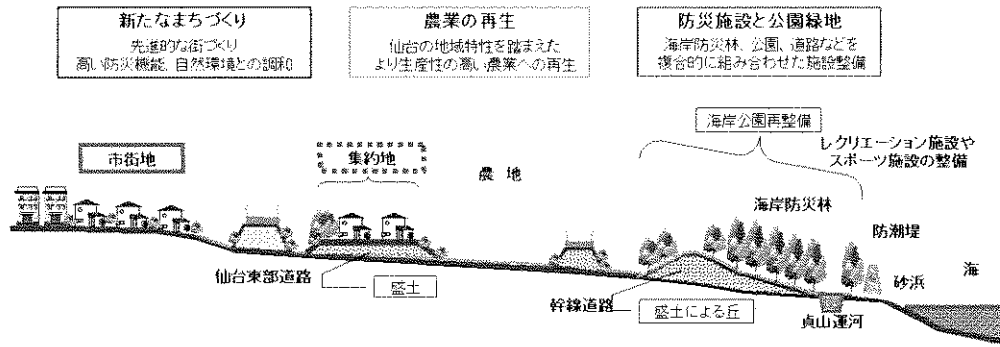 新たなまちづくり
先進的な街づくり
高い防災機能、自然環境との調和
農業の再生
仙台の地域特性を踏まえた
より生産性の高い農業への再生
防災施設と公園緑地
海岸防災林、公園、道路などを
複合的に組み合わせた施設整備
海岸公園再整備
レクリエーション施設や
スポーツ施設の整備
市街地
集約地
農地
海岸防災林
防潮堤
砂浜
海
仙台東部道路
盛土
幹線道路
盛土による丘
貞山運河